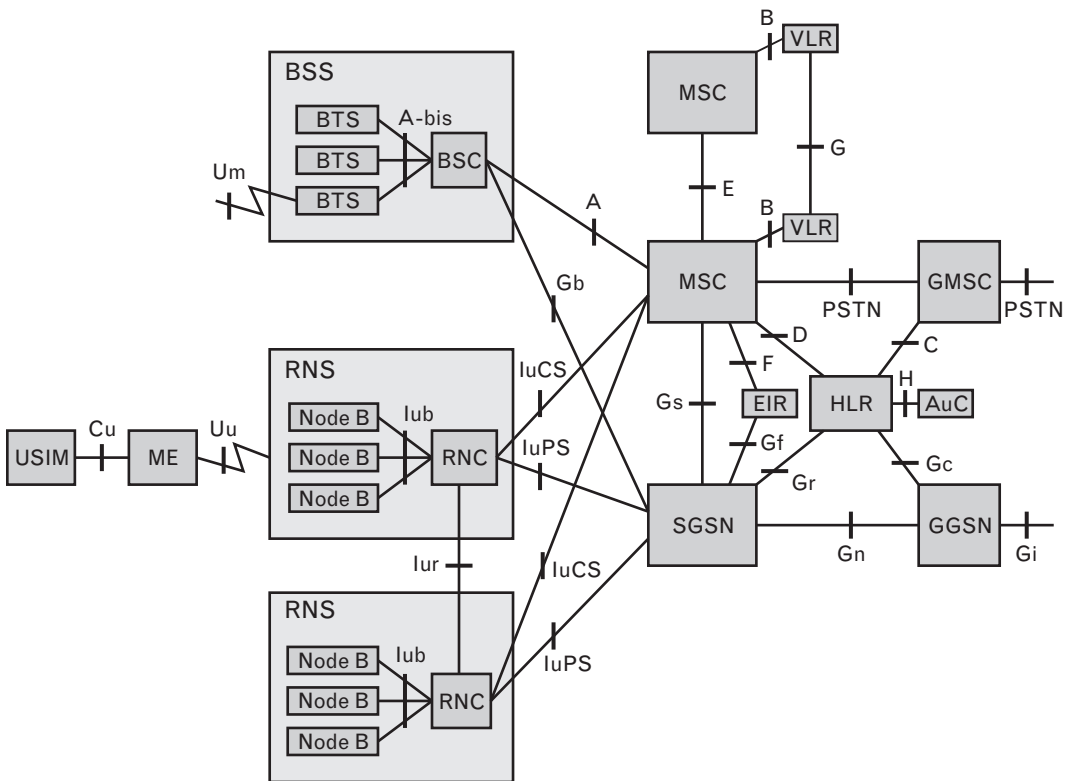 B
VLR
BSS
MSC
BTS
A-bis
BTS
BSC
G
Um
BTS
E
A
B
VLR
MSC
GMSC
Gb
PSTN
PSTN
D
C
RNS
F
IuCS
H
Gs
EIR
HLR
AuC
Node B
Iub
Cu
Uu
IuPS
Gf
USIM
ME
Node B
RNC
Gc
Gr
Node B
SGSN
GGSN
Iur
Gn
Gi
IuCS
RNS
Node B
Iub
IuPS
Node B
RNC
Node B